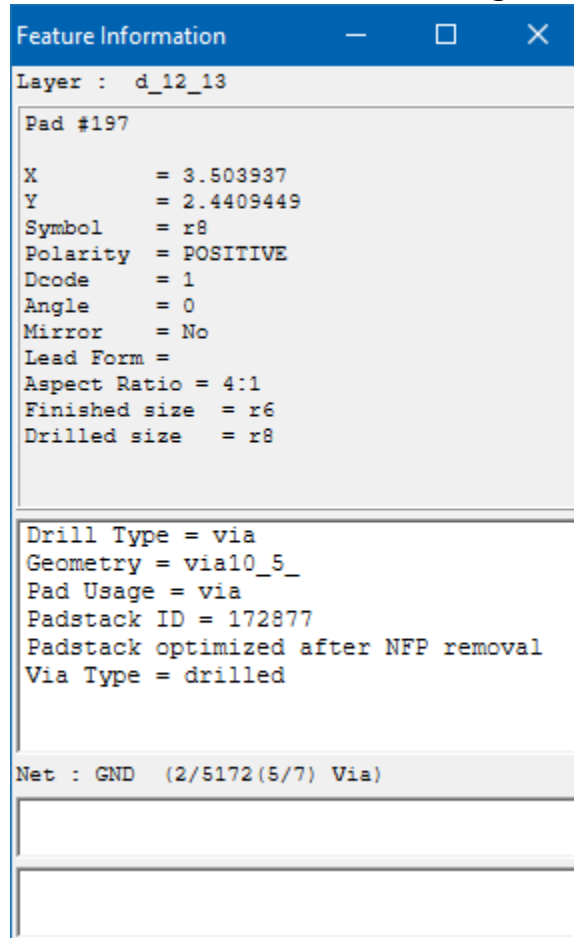 Feature Information
Layer : d_12_13
Pad #197
X = 3.503937
Y = 2.4409449
Symbol = r8
Polarity = POSITIVE
Dcode = 1
Angle = 0
Mirror = No
Lead Form =
Aspect Ratio = 4:1
Finished size = r6
Drilled size = r8
Drill Type = via
Geometry = via10_5_
Pad Usage = via
Padstack ID = 172877
Padstack optimized after NFP removal
Via Type = drilled
Net : GND (2/5172(5/7) Via)